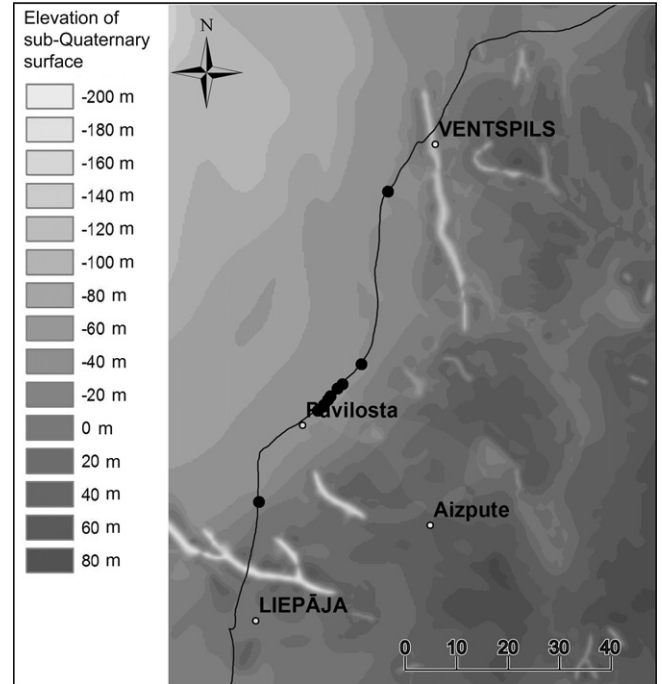 Elevation of
sub-Quaternary
surface
-200 m
-180 m
-160 m
-140 m
-120 m
-100 m
-80 m
-60 m
-40 m
-20 m
0 m
20 m
40 m
60 m
80 m
N
VENTSPILS
Pāvilosta
Aizpute
LIEPĀJA
0 10 20 30 40